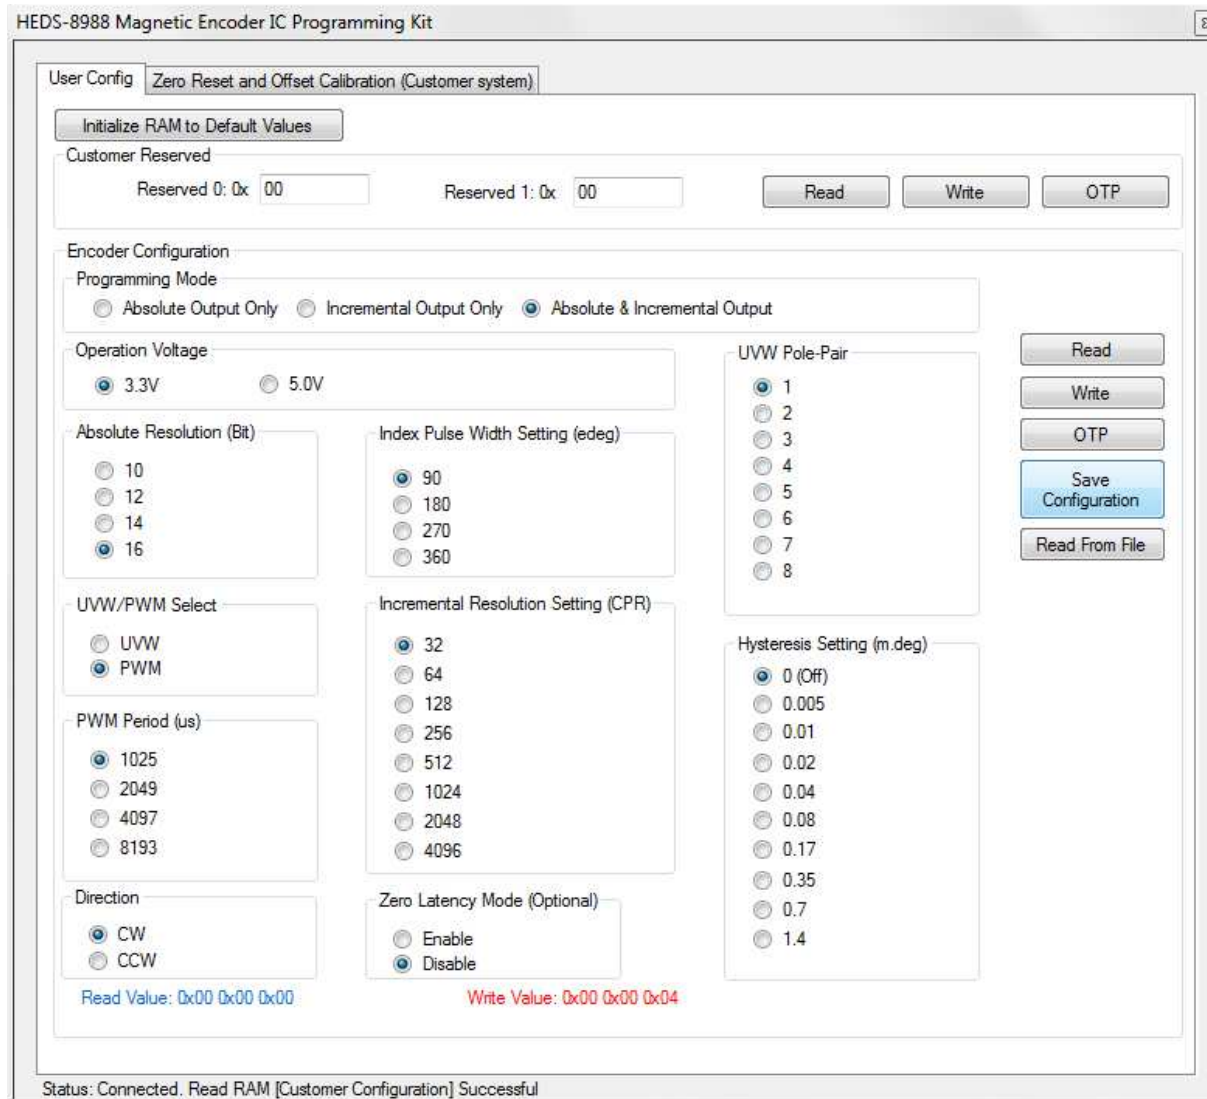 HEDS-8988 Magnetic Encoder IC Programming Kit
User Config
Zero Reset and Offset Calibration (Customer system)
Initialize RAM to Default Values
Customer Reserved
Reserved 0: 0x 00
Reserved 1: 0x 00
Read
Write
OTP
Encoder Configuration
Programming Mode
Absolute Output Only
Incremental Output Only
Absolute & Incremental Output
Operation Voltage
3.3V
5.0V
Absolute Resolution (Bit)
10
12
14
16
Index Pulse Width Setting (edeg)
90
180
270
360
UVW Pole-Pair
1
2
3
4
5
6
7
8
Read
Write
OTP
Save
Configuration
Read From File
UVW/PWM Select
UVW
PWM
PWM Period (us)
1025
2049
4097
8193
Incremental Resolution Setting (CPR)
32
64
128
256
512
1024
2048
4096
Hysteresis Setting (m.deg)
0 (Off)
0.005
0.01
0.02
0.04
0.08
0.17
0.35
0.7
1.4
Direction
CW
CCW
Zero Latency Mode (Optional)
Enable
Disable
Read Value: 0x00 0x00 0x00
Write Value: 0x00 0x00 0x04
Status: Connected. Read RAM [Customer Configuration] Successful